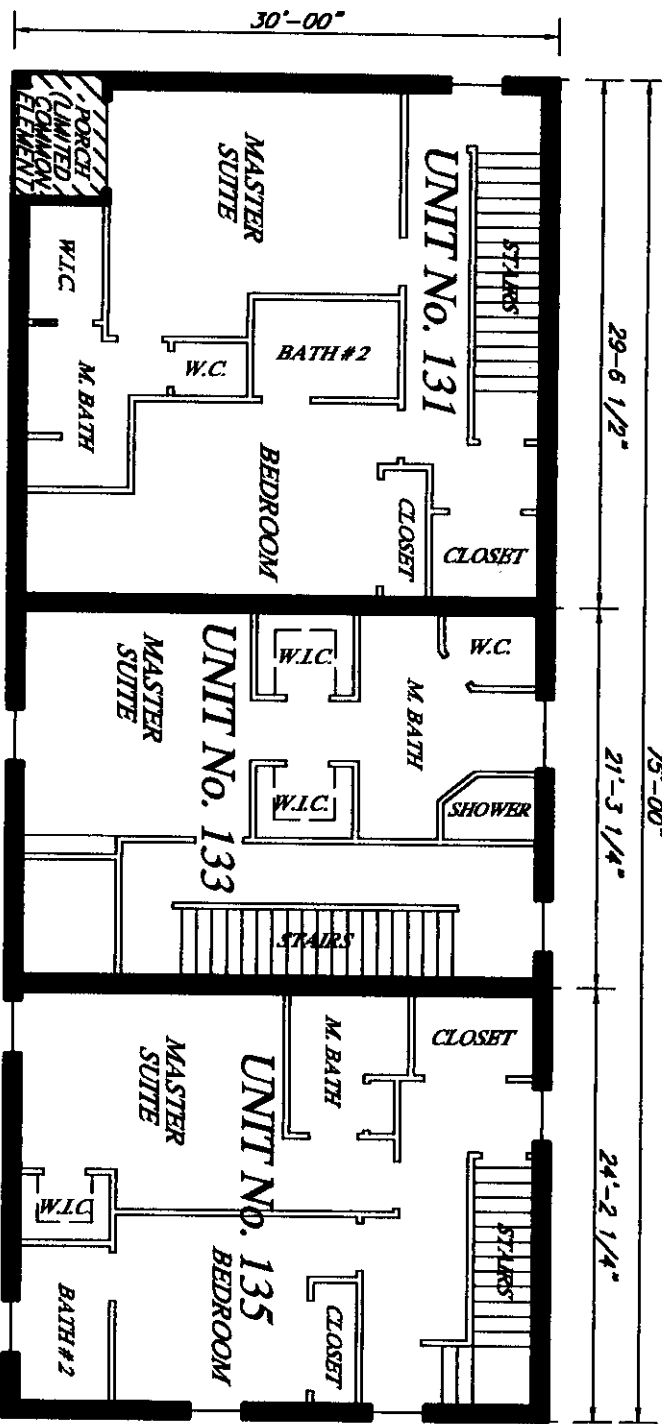 30'-00"
75'-00"
29-6 1/2"
21'-3 1/4"
24'-2 1/4"
PORCH
(LIMITED
COMMON
ELEMENT
MASTER
SUITE
UNIT No. 131
STAIRS
W.I.C.
M. BATH
W.C.
BATH #2
BEDROOM
CLOSET
CLOSET
MASTER
SUITE
UNIT No. 133
W.I.C.
W.I.C.
M. BATH
W.C.
SHOWER
STAIRS
MASTER
SUITE
UNIT No. 135
M. BATH
CLOSET
STAIRS
W.I.C
BATH #2
BEDROOM
CLOSET